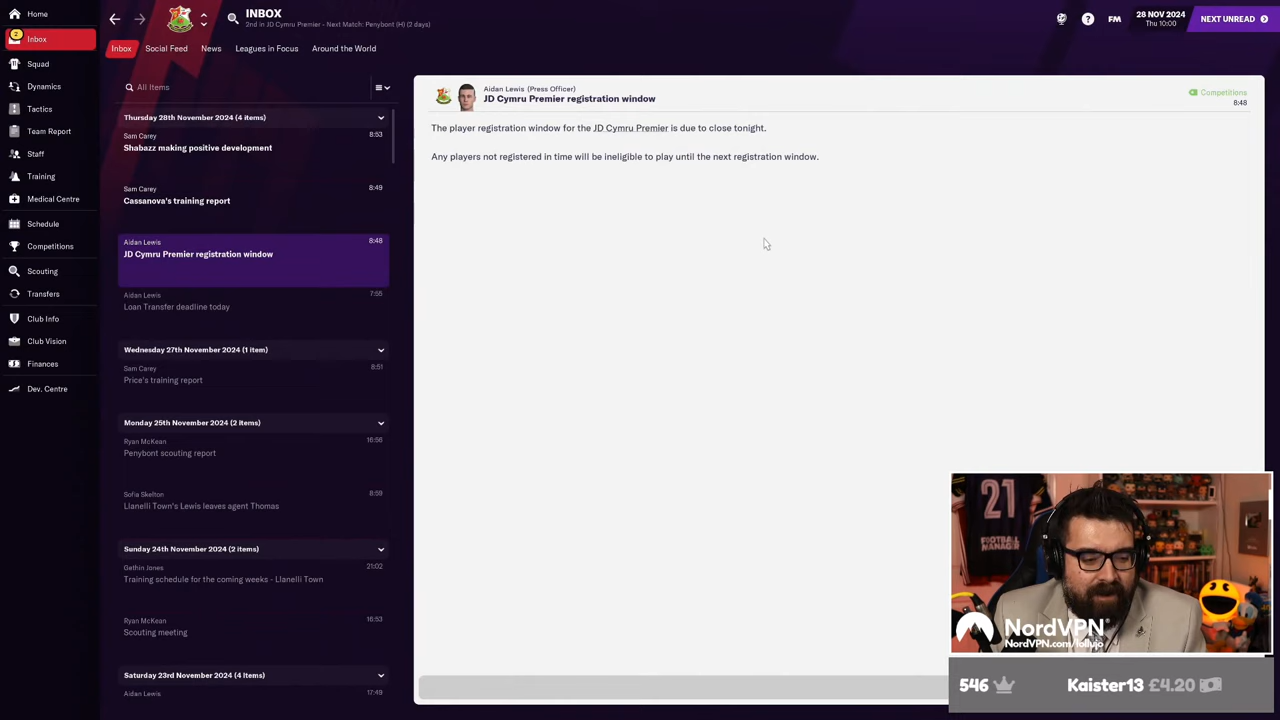 Home
INBOX
2nd in JD Cymru Premier - Next Match: Penybont (H) (2 days)
FM
28 NOV 2024
Thu 10:00
NEXT UNREAD
2
Inbox
Squad
Dynamics
Tactics
Team Report
Staff
Training
Medical Centre
Schedule
Competitions
Scouting
Transfers
Club Info
Club Vision
Finances
Dev. Centre
Inbox
Social Feed
News
Leagues in Focus
Around the World
All Items
Thursday 28th November 2024 (4 items)
Sam Carey
8:53
Shabazz making positive development
Sam Carey
8:49
Cassanova's training report
Aidan Lewis
8:48
JD Cymru Premier registration window
Aidan Lewis
7:55
Loan Transfer deadline today
Wednesday 27th November 2024 (1 item)
Sam Carey
8:51
Price's training report
Monday 25th November 2024 (2 items)
Ryan McKean
16:56
Penybont scouting report
Sofia Skelton
8:59
Llanelli Town's Lewis leaves agent Thomas
Sunday 24th November 2024 (2 items)
Gethin Jones
21:02
Training schedule for the coming weeks - Llanelli Town
Ryan McKean
16:53
Scouting meeting
Saturday 23rd November 2024 (4 items)
Aidan Lewis
17:49
Aidan Lewis (Press Officer)
JD Cymru Premier registration window
Competitions
8:48
The player registration window for the JD Cymru Premier is due to close tonight.
Any players not registered in time will be ineligible to play until the next registration window.
21
FOOTBALL
MANAGER
NordVPN®
NordVPN.com/lollujo
546
Kaister13 £4.20